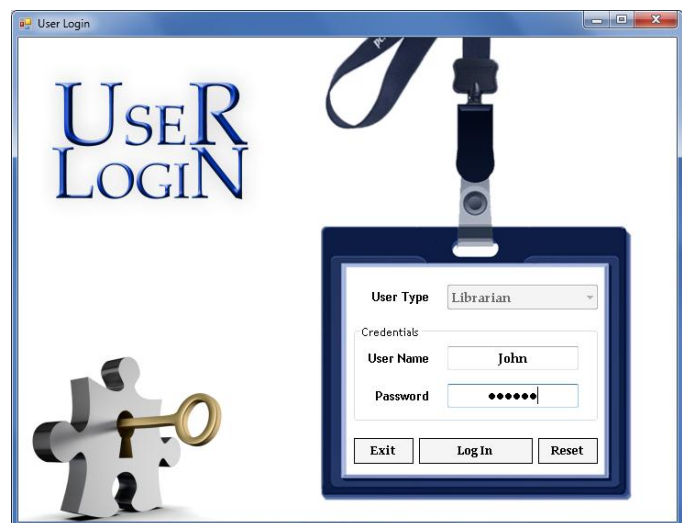 User Login
USER
LOGIN
User Type Librarian
Credentials
User Name John
Password ●●●●●●
Exit Log In Reset